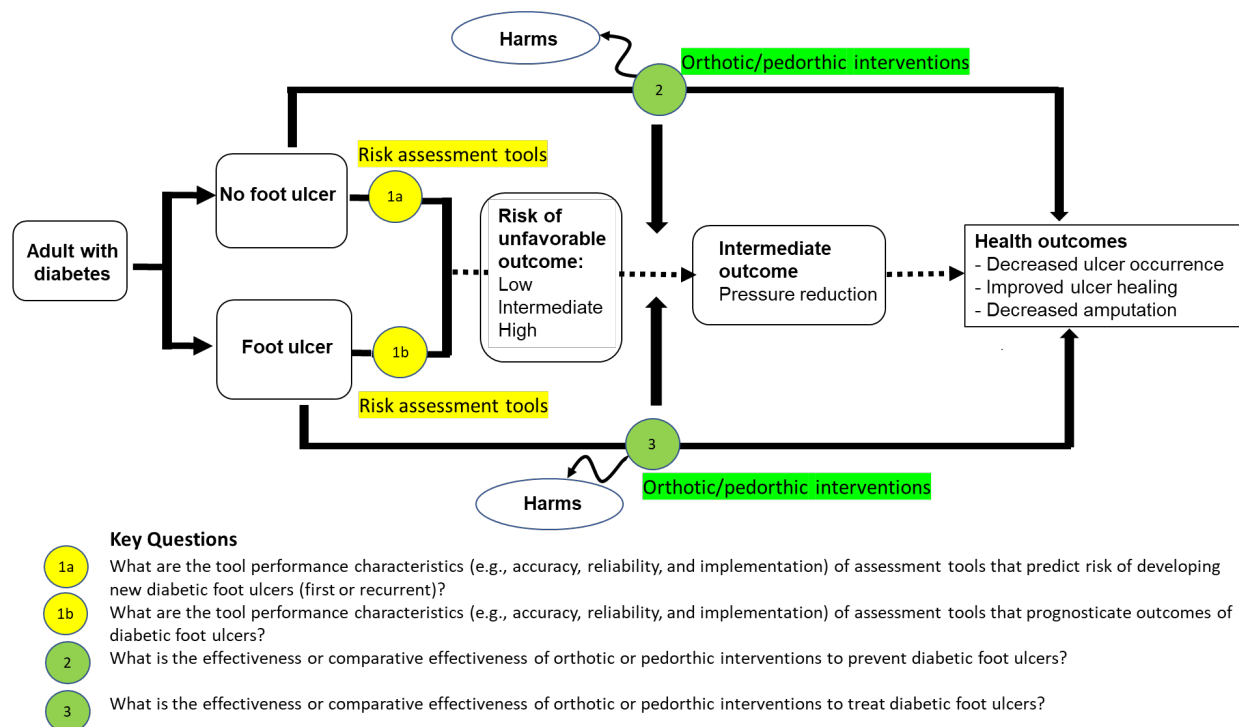 Harms
Orthotic/pedorthic interventions
2
Risk assessment tools
No foot ulcer
1a
Adult with
diabetes
Risk of
unfavorable
outcome:
Low
Intermediate
High
Intermediate
outcome
Pressure reduction
Health outcomes
- Decreased ulcer occurrence
- Improved ulcer healing
- Decreased amputation
Foot ulcer
1b
Risk assessment tools
3
Orthotic/pedorthic interventions
Harms
Key Questions
1a
What are the tool performance characteristics (e.g., accuracy, reliability, and implementation) of assessment tools that predict risk of developing
new diabetic foot ulcers (first or recurrent)?
1b
What are the tool performance characteristics (e.g., accuracy, reliability, and implementation) of assessment tools that prognosticate outcomes of
diabetic foot ulcers?
2
What is the effectiveness or comparative effectiveness of orthotic or pedorthic interventions to prevent diabetic foot ulcers?
3
What is the effectiveness or comparative effectiveness of orthotic or pedorthic interventions to treat diabetic foot ulcers?